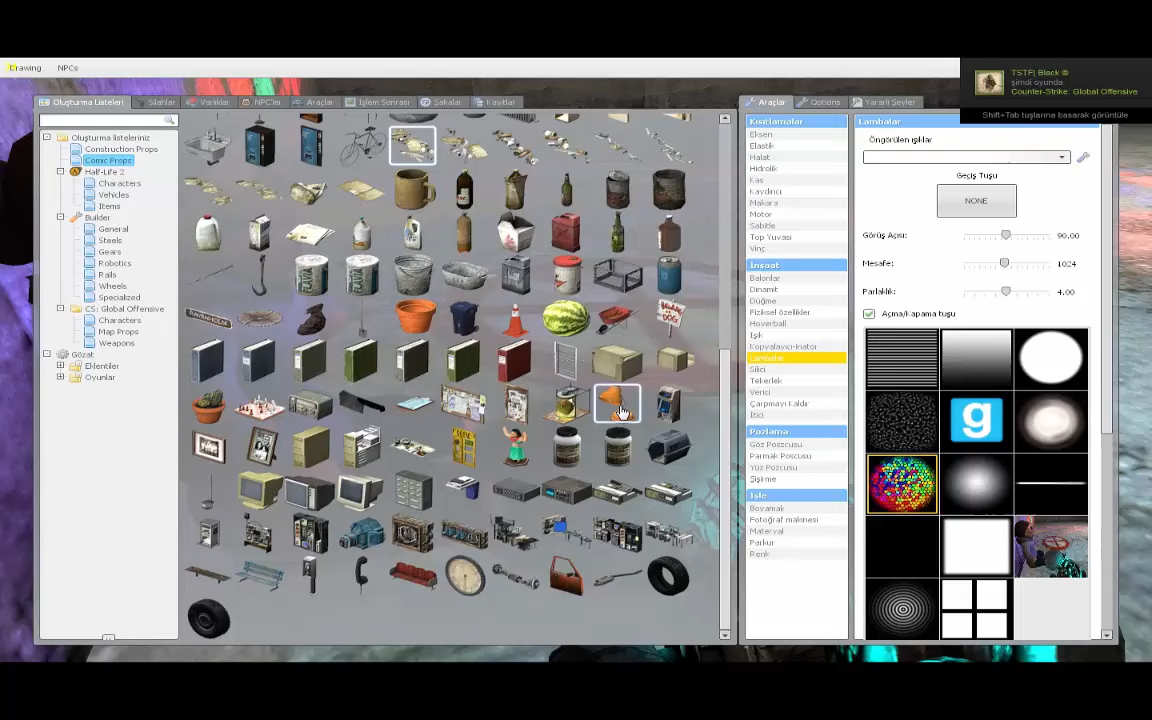 Drawing NPCs
TSTF| Black ®
şimdi oyunda
Counter-Strike: Global Offensive
Shift+Tab tuşlarına basarak görüntüle
Oluşturma Listeleri Silahlar Varlıklar NPC'ler Araçlar İşlem Sonrası Şakalar Kayıtlar
Oluşturma listeleriniz
Construction Props
Comic Props
Half-Life 2
Characters
Vehicles
Items
Builder
General
Steels
Gears
Robotics
Rails
Wheels
Specialized
CS: Global Offensive
Characters
Map Props
Weapons
Gözat
Eklentiler
Oyunlar
RAVENHOLM
Araçlar Options Yararlı Şeyler
Kısıtlamalar
Eksen
Elastik
Halat
Hidrolik
Kas
Kaydırıcı
Makara
Motor
Sabitle
Top Yuvası
Vinç
İnşaat
Balonlar
Dinamit
Düğme
Fiziksel özellikler
Hoverball
Işık
Kopyalayıcı-inator
Lambalar
Silici
Tekerlek
Verici
Çarpmayı Kaldır
İtici
Pozlama
Göz Pozcusu
Parmak Poscusu
Yüz Pozcusu
Şişirme
İşle
Boyamak
Fotoğraf makinesi
Materyal
Parkur
Renk
Lambalar
Öngörülen ışıklar
Geçiş Tuşu
NONE
Görüş Açısı: 90.00
Mesafe: 1024
Parlaklık: 4.00
Açma/kapama tuşu
g